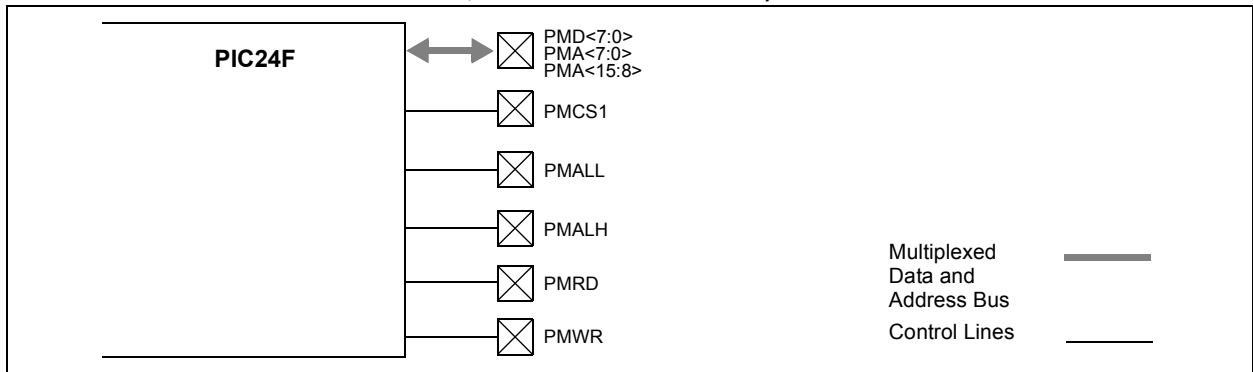 PIC24F
PMD<7:0>
PMA<7:0>
PMA<15:8>
PMCS1
PMALL
PMALH
PMRD
PMWR
Multiplexed
Data and
Address Bus
Control Lines